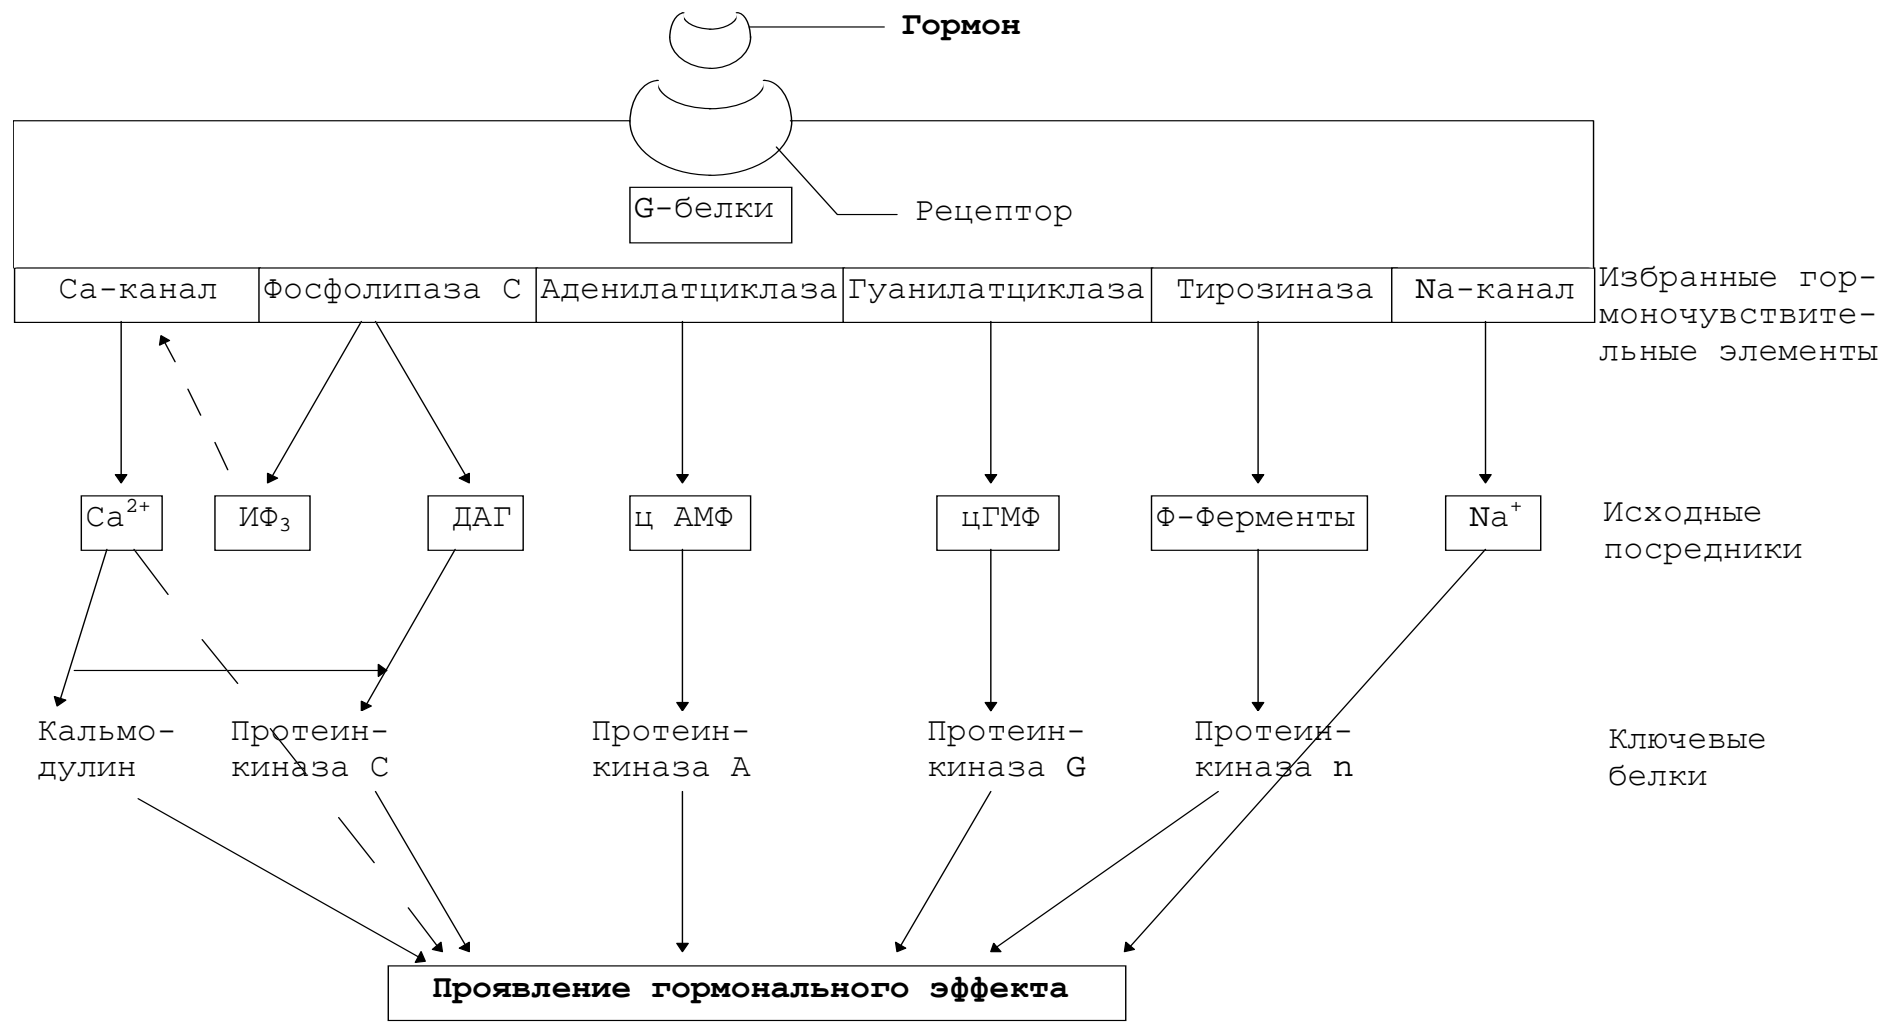 Гормон
G-белки
Рецептор
Са-канал
Фосфолипаза С
Аденилатциклаза
Гуанилатциклаза
Тирозиназа
Na-канал
Избранные гор-
моночувствите-
льные элементы
Ca²⁺
ИФ₃
ДАГ
ц АМФ
цГМФ
Ф-Ферменты
Na⁺
Исходные
посредники
Кальмо-
дулин
Протеин-
киназа С
Протеин-
киназа А
Протеин-
киназа G
Протеин-
киназа n
Ключевые
белки
Проявление гормонального эффекта